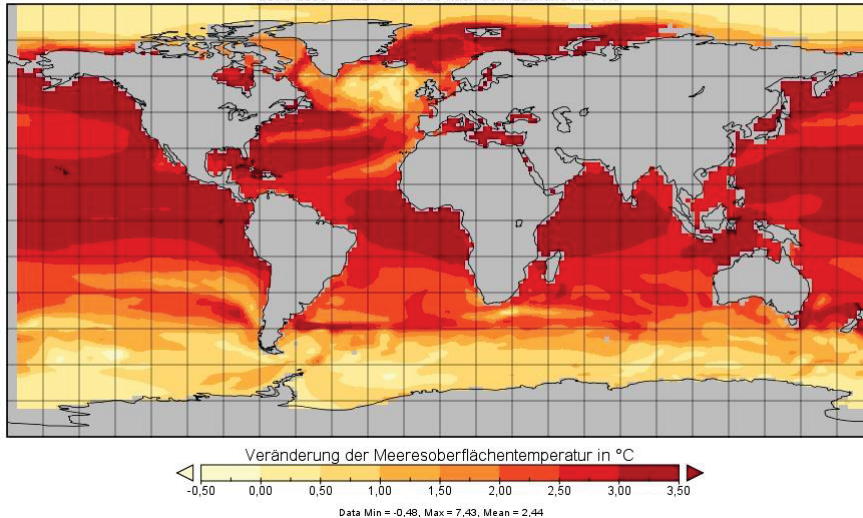 Veränderung der Meeresoberflächentemperatur in °C
-0,50 0,00 0,50 1,00 1,50 2,00 2,50 3,00 3,50
Data Min = -0,48, Max = 7,43, Mean = 2,44